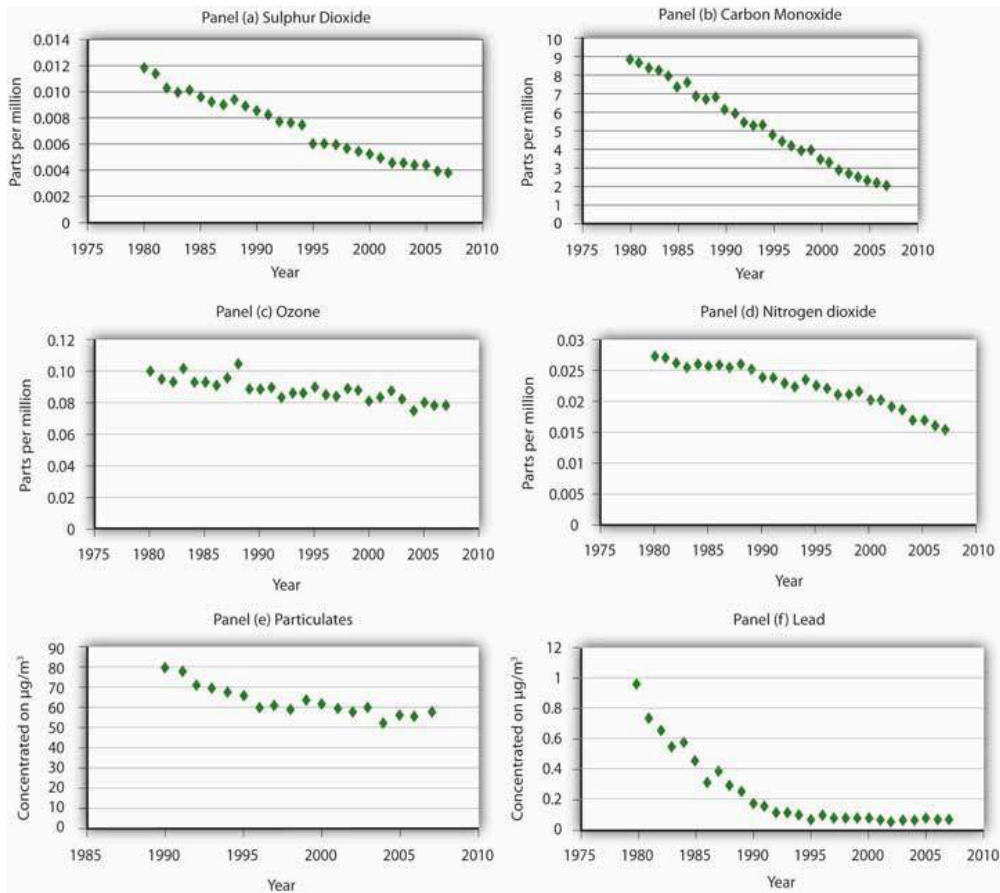 Panel (a) Sulphur Dioxide
Parts per million
0.014
0.012
0.010
0.008
0.006
0.004
0.002
0
1975 1980 1985 1990 1995 2000 2005 2010
Year
Panel (b) Carbon Monoxide
Parts per million
10
9
8
7
6
5
4
3
2
1
0
1975 1980 1985 1990 1995 2000 2005 2010
Year
Panel (c) Ozone
Parts per million
0.12
0.10
0.08
0.06
0.04
0.02
0
1975 1980 1985 1990 1995 2000 2005 2010
Year
Panel (d) Nitrogen dioxide
Parts per million
0.03
0.025
0.02
0.015
0.01
0.005
0
1975 1980 1985 1990 1995 2000 2005 2010
Year
Panel (e) Particulates
Concentrated on µg/m³
90
80
70
60
50
40
30
20
10
0
1985 1990 1995 2000 2005 2010
Year
Panel (f) Lead
Concentrated on µg/m³
12
1
0.8
0.6
0.4
0.2
0
1975 1980 1985 1990 1995 2000 2005 2010
Year